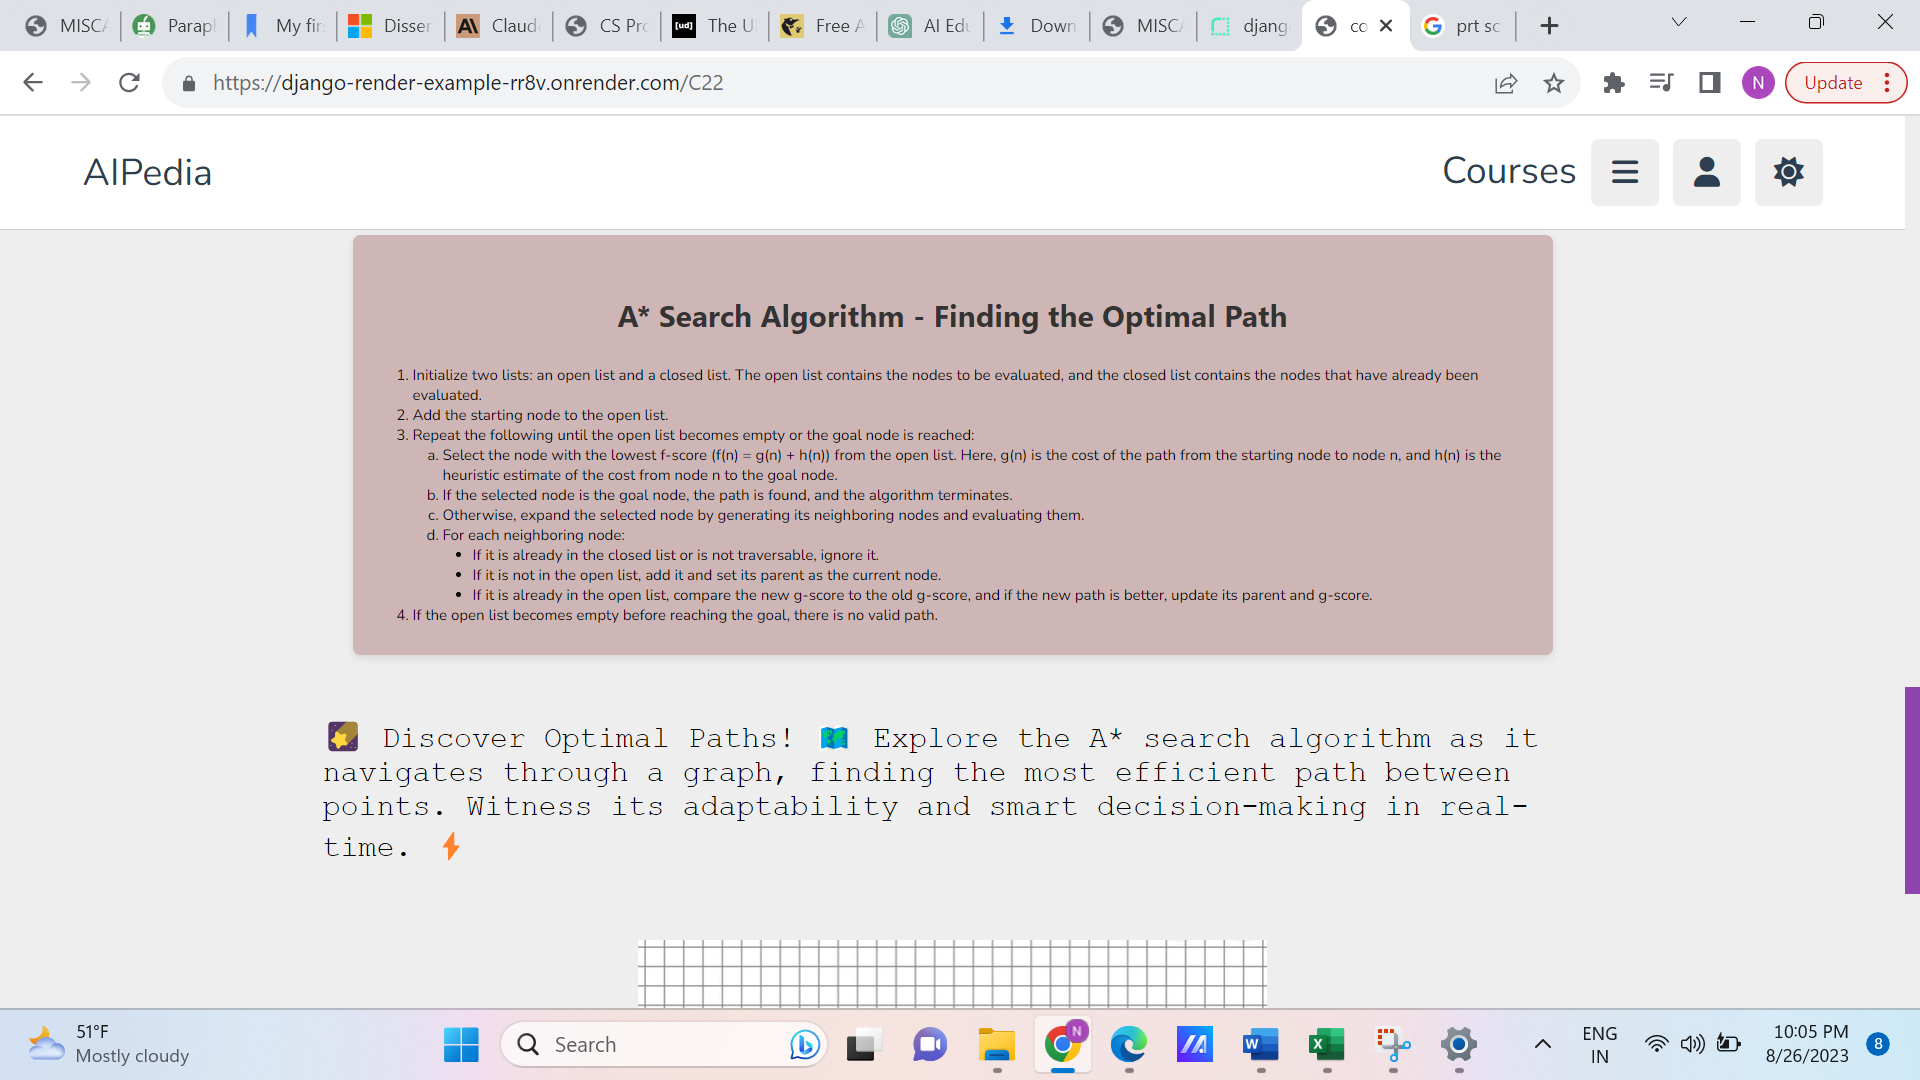 MISCA Parap My fir Disser Claud CS Pro The U Free A AI Edu Down MISCA djang co prt sc
https://django-render-example-rr8v.onrender.com/C22 N Update
AIPedia Courses
A* Search Algorithm - Finding the Optimal Path
1. Initialize two lists: an open list and a closed list. The open list contains the nodes to be evaluated, and the closed list contains the nodes that have already been
evaluated.
2. Add the starting node to the open list.
3. Repeat the following until the open list becomes empty or the goal node is reached:
a. Select the node with the lowest f-score (f(n) = g(n) + h(n)) from the open list. Here, g(n) is the cost of the path from the starting node to node n, and h(n) is the
heuristic estimate of the cost from node n to the goal node.
b. If the selected node is the goal node, the path is found, and the algorithm terminates.
c. Otherwise, expand the selected node by generating its neighboring nodes and evaluating them.
d. For each neighboring node:
• If it is already in the closed list or is not traversable, ignore it.
• If it is not in the open list, add it and set its parent as the current node.
• If it is already in the open list, compare the new g-score to the old g-score, and if the new path is better, update its parent and g-score.
4. If the open list becomes empty before reaching the goal, there is no valid path.
Discover Optimal Paths! Explore the A* search algorithm as it
navigates through a graph, finding the most efficient path between
points. Witness its adaptability and smart decision-making in real-
time.
51°F
Mostly cloudy
Search
ENG
IN
10:05 PM
8/26/2023
8